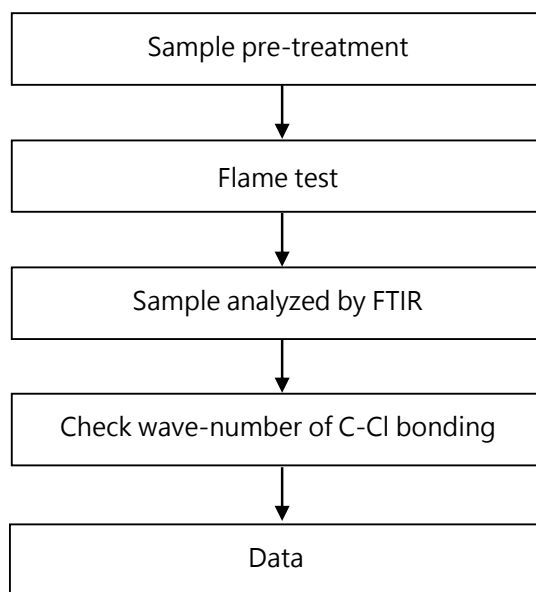 Sample pre-treatment
Flame test
Sample analyzed by FTIR
Check wave-number of C-Cl bonding
Data